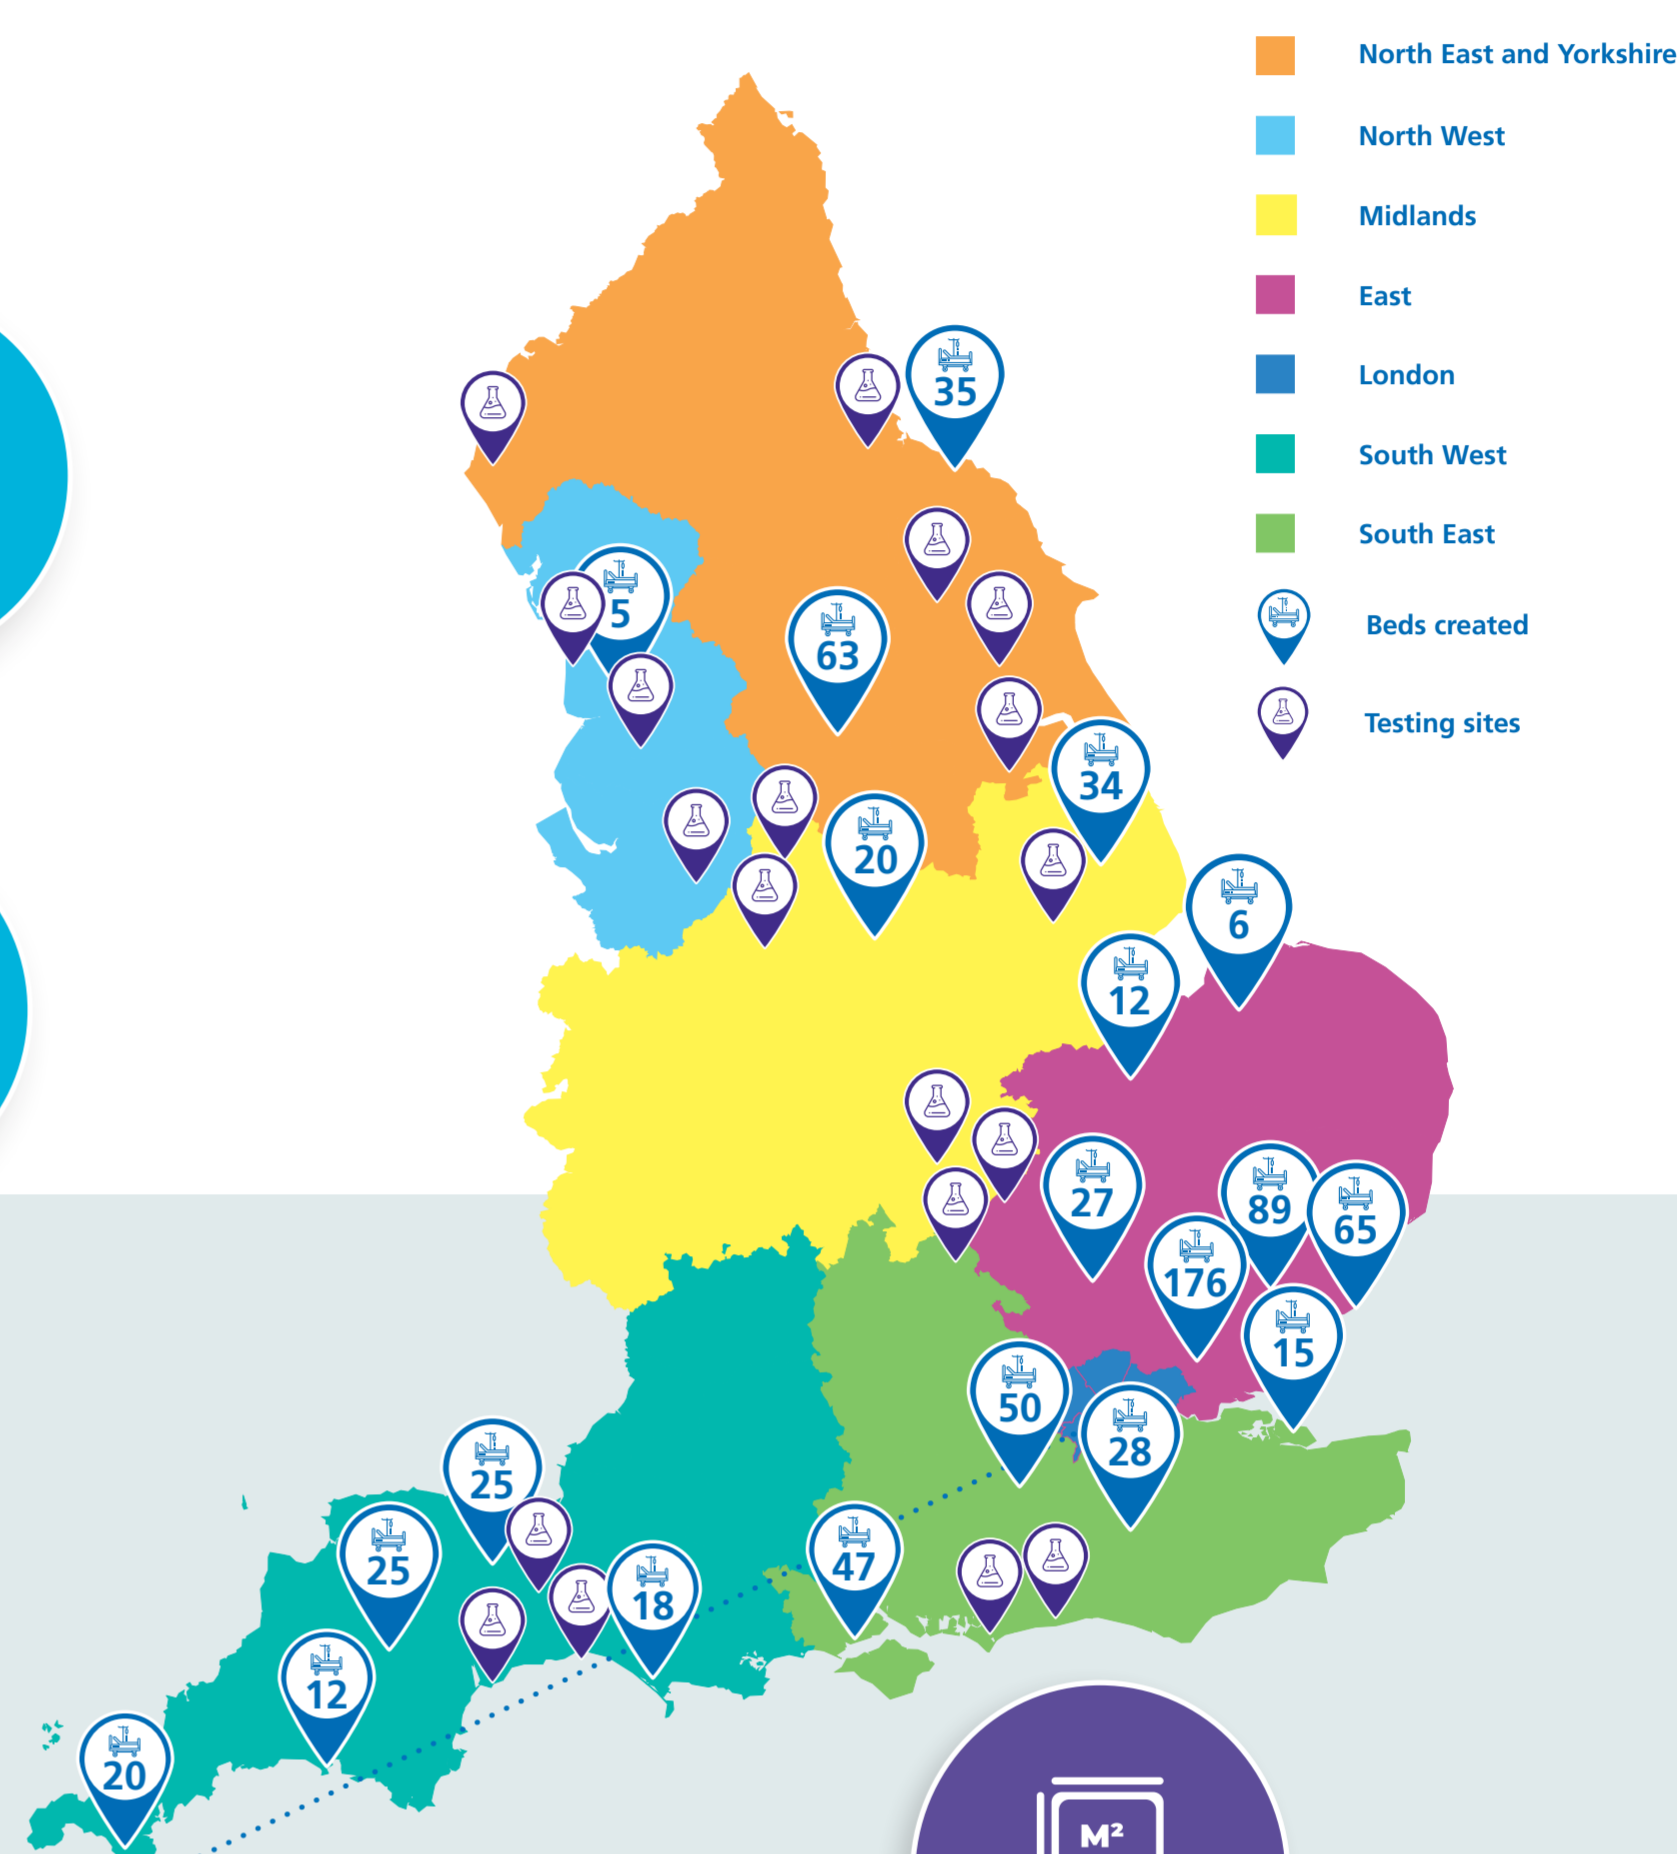 North East and Yorkshire
North West
Midlands
East
London
South West
South East
Beds created
Testing sites
35
5
63
34
20
6
12
27
89
65
176
15
50
28
25
25
47
18
12
20
M²